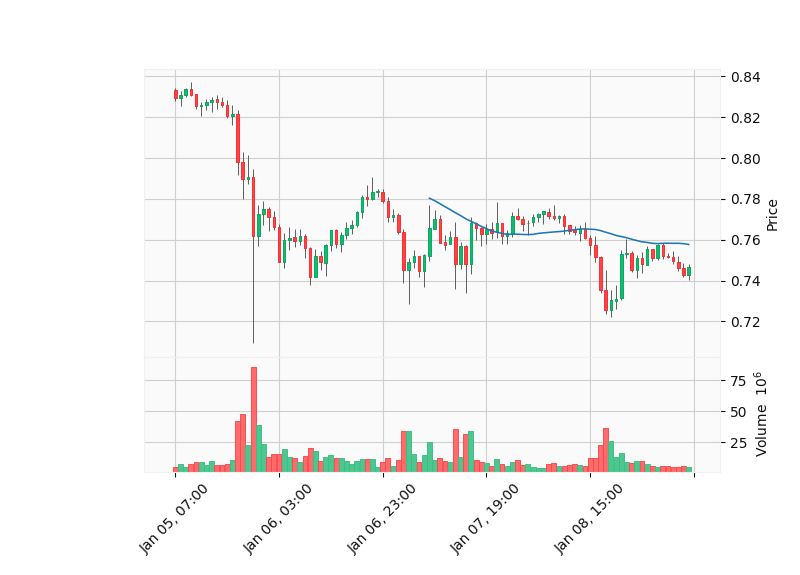 0.84
0.82
0.80
0.78
0.76
0.74
0.72
Price
75
50
25
Volume 10^6
Jan 05, 07:00
Jan 06, 03:00
Jan 06, 23:00
Jan 07, 19:00
Jan 08, 15:00